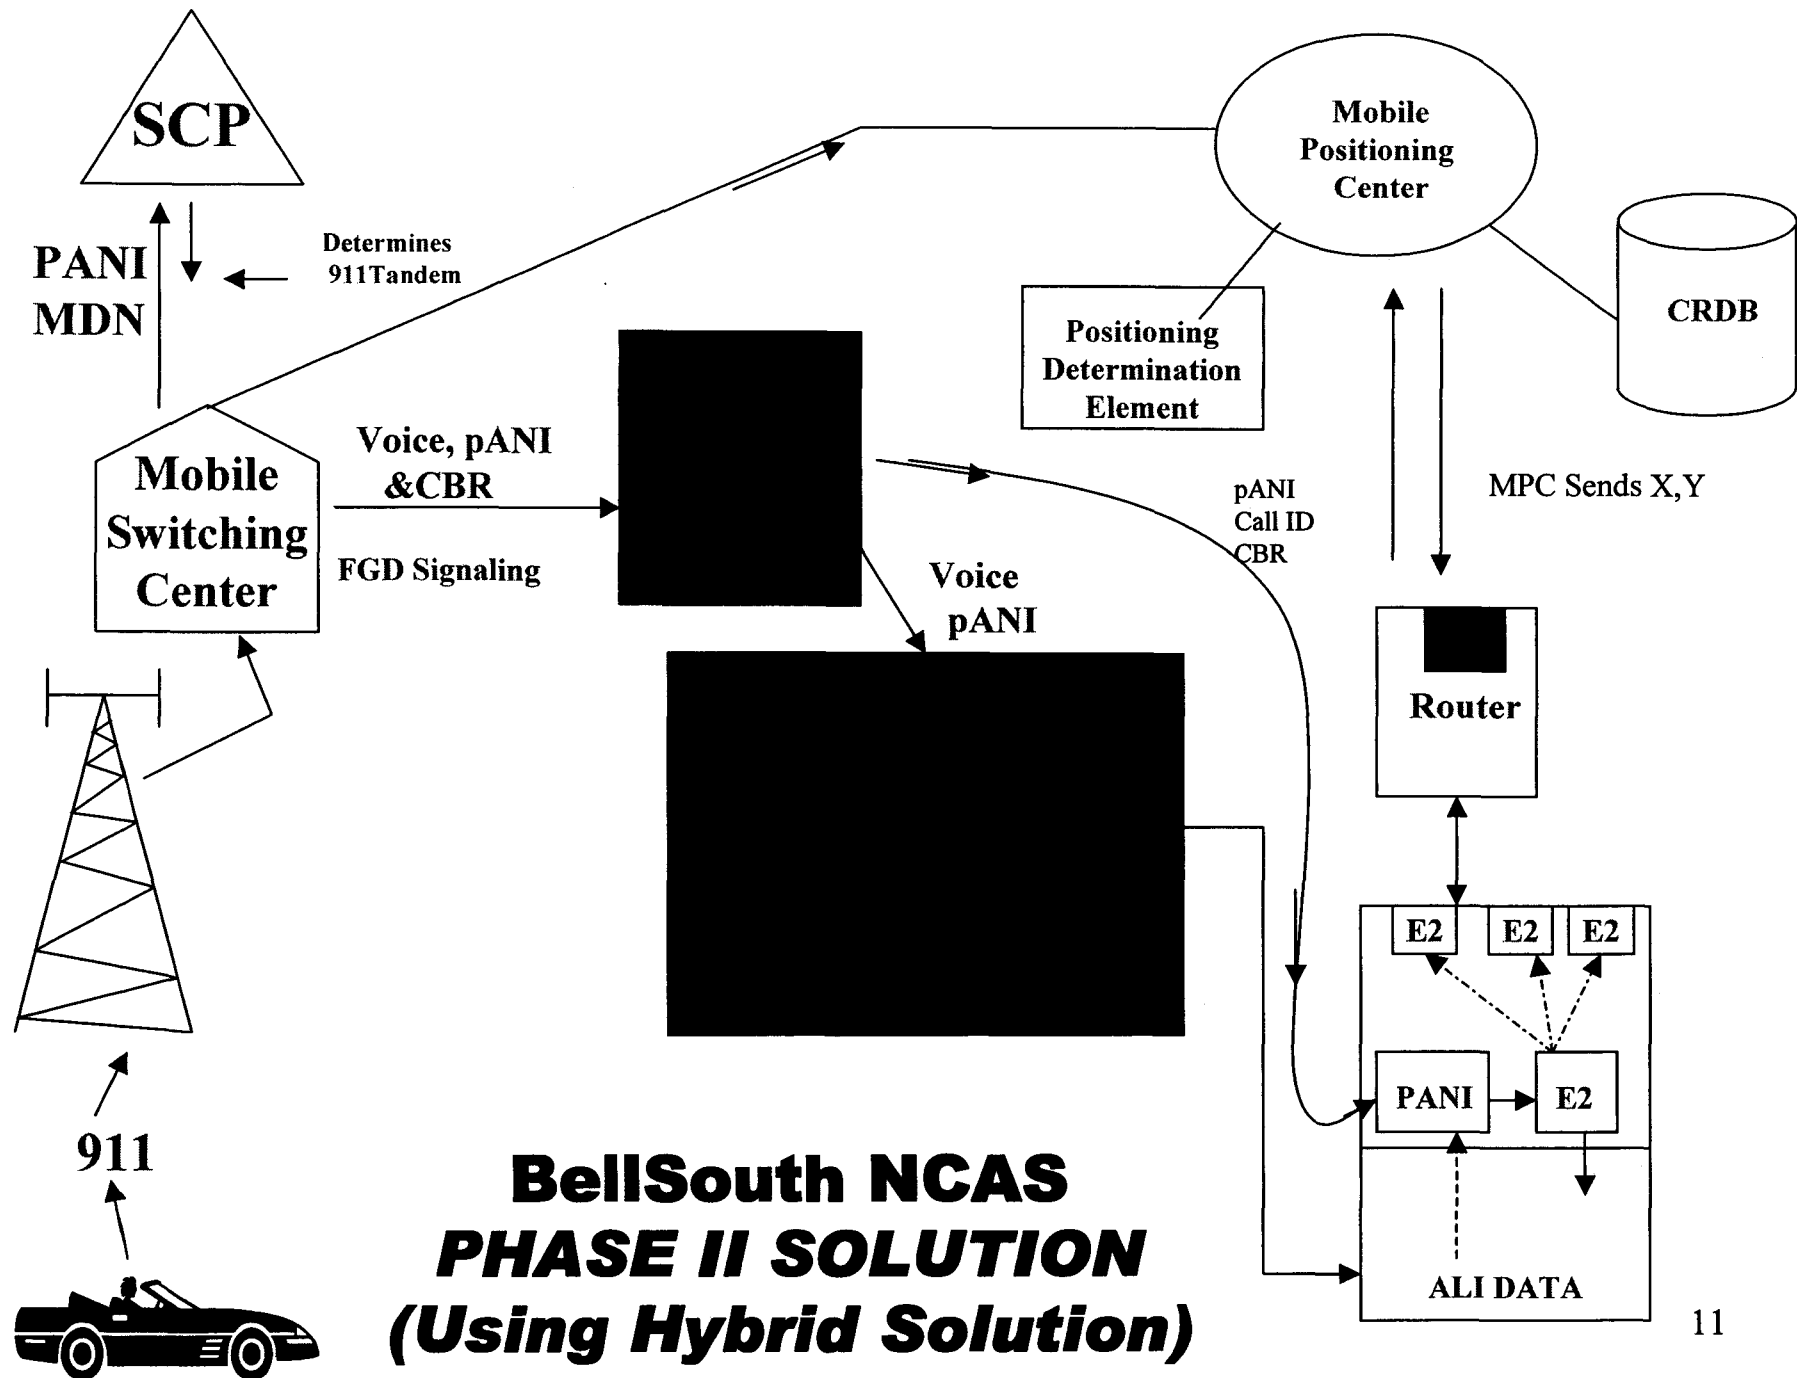 SCP
Mobile
Positioning
Center
PANI
MDN
Determines
911Tandem
CRDB
Positioning
Determination
Element
Voice, pANI
&CBR
Mobile
Switching
Center
FGD Signaling
pANI
Call ID
CBR
MPC Sends X,Y
Voice
pANI
Router
E2 E2 E2
PANI E2
911
ALI DATA
BellSouth NCAS
PHASE II SOLUTION
(Using Hybrid Solution)
11